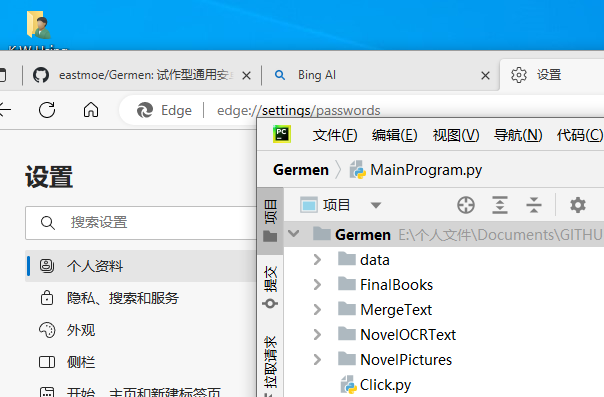 eastmoe/Germen: 试作型通用安
Bing AI
设置
Edge
edge://settings/passwords
设置
搜索设置
个人资料
隐私、搜索和服务
外观
侧栏
开始、主页和新建标签页
PC
文件(F)
编辑(E)
视图(V)
导航(N)
代码(C)
Germen
MainProgram.py
项目
项目
提交
拉取请求
Germen E:\个人文件\Documents\GITHU
data
FinalBooks
MergeText
NovelOCRText
NovelPictures
Click.py